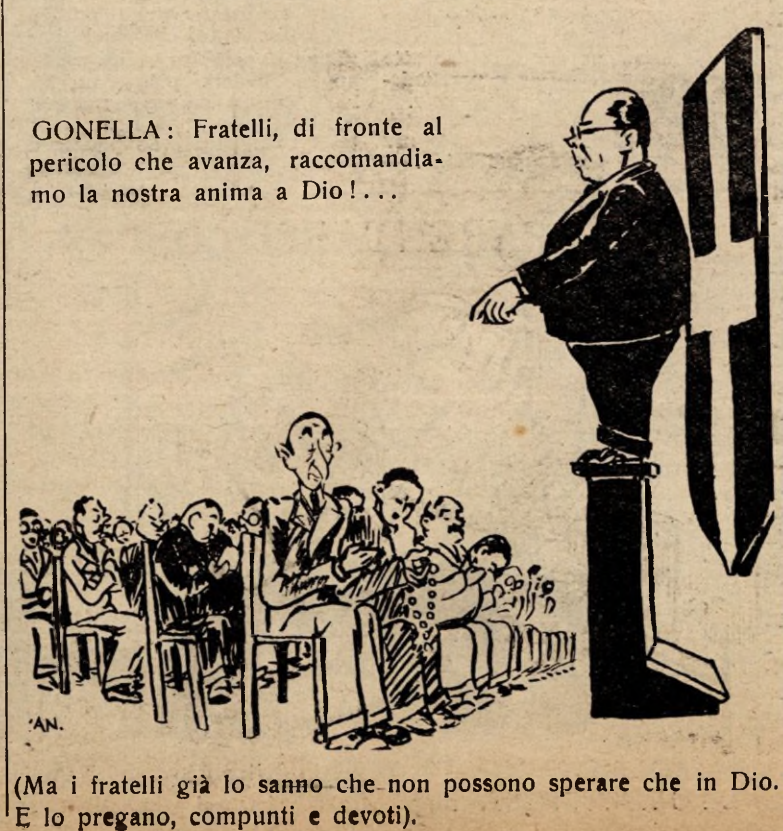 GONELLA : Fratelli, di fronte al
pericolo che avanza, raccomandia-
mo la nostra anima a Dio ! . . .
AN.
(Ma i fratelli già lo sanno che non possono sperare che in Dio.
E lo pregano, compunti e devoti).